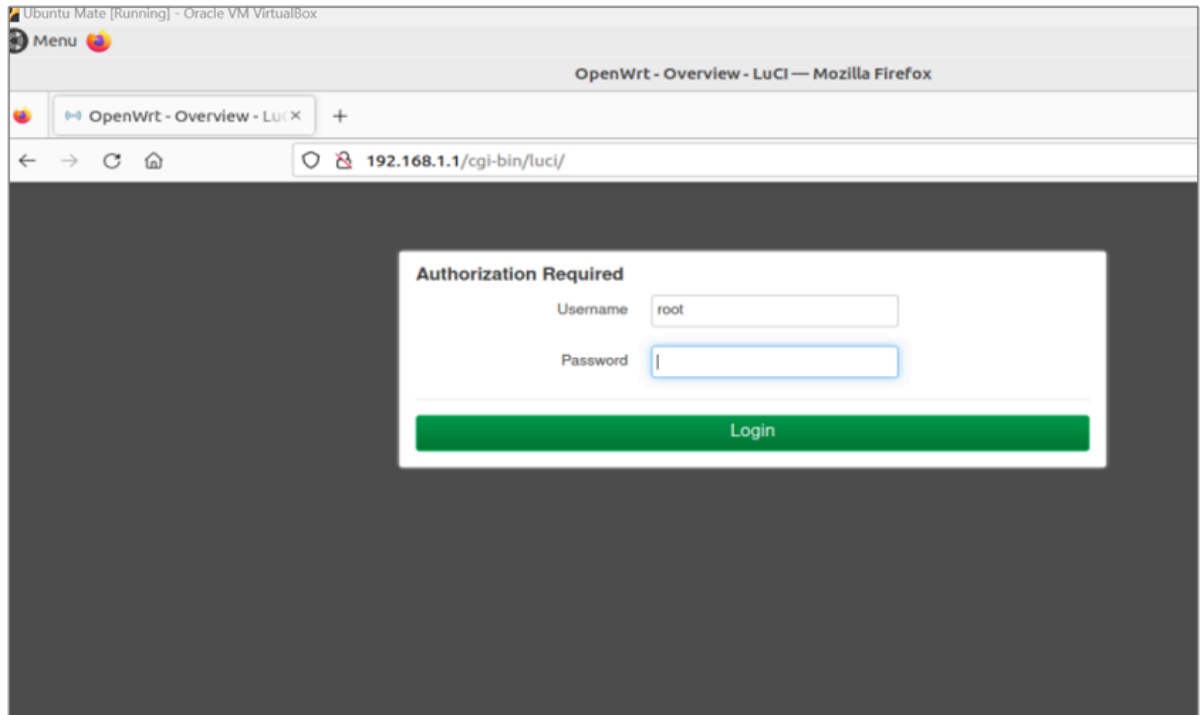 Ubuntu Mate [Running] - Oracle VM VirtualBox
Menu
OpenWrt - Overview - LuCI — Mozilla Firefox
OpenWrt - Overview - LuC
192.168.1.1/cgi-bin/luci/
Authorization Required
Username root
Password
Login